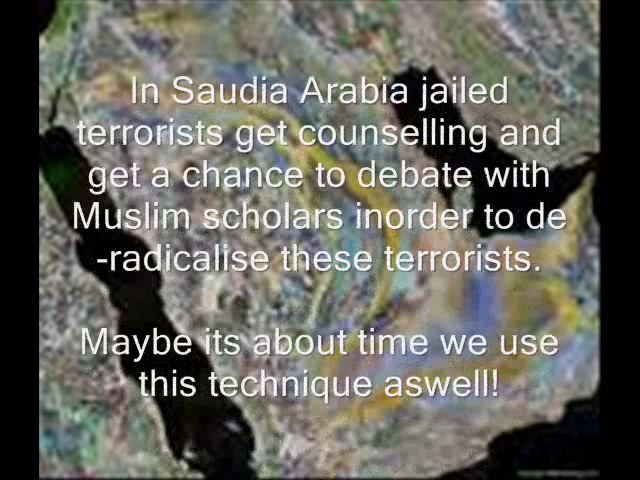 In Saudia Arabia jailed
terrorists get counselling and
get a chance to debate with
Muslim scholars inorder to de
-radicalise these terrorists.
Maybe its about time we use
this technique aswell!